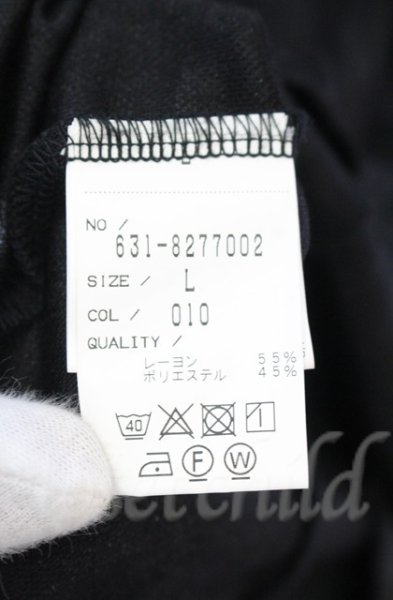 NO /
631-8277002
SIZE / L
COL / 010
QUALITY /
レーヨン 55%
ポリエステル 45%
40
F W
child